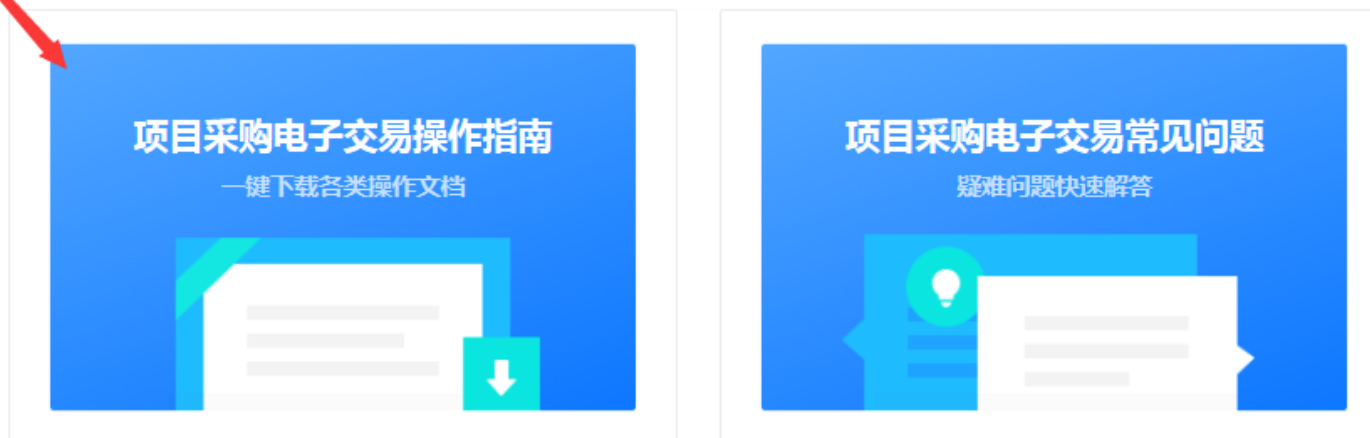 项目采购电子交易操作指南
一键下载各类操作文档
项目采购电子交易常见问题
疑难问题快速解答